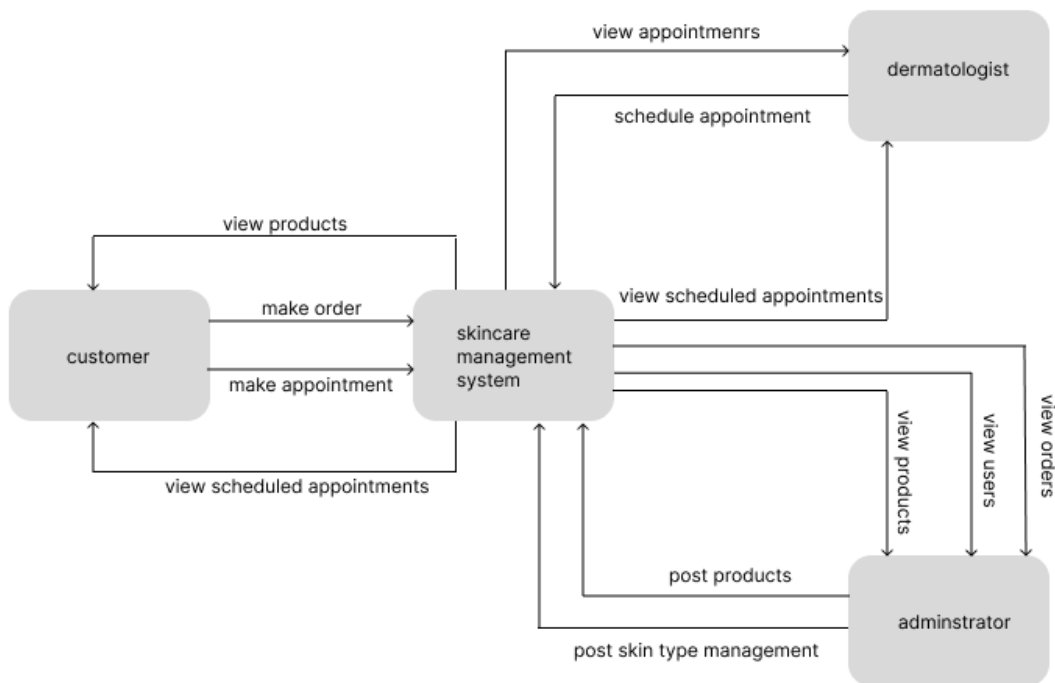 view appointmenrs
dermatologist
schedule appointment
view products
view scheduled appointments
make order
customer
skincare
management
system
make appointment
view scheduled appointments
view products
view users
view orders
post products
adminstrator
post skin type management